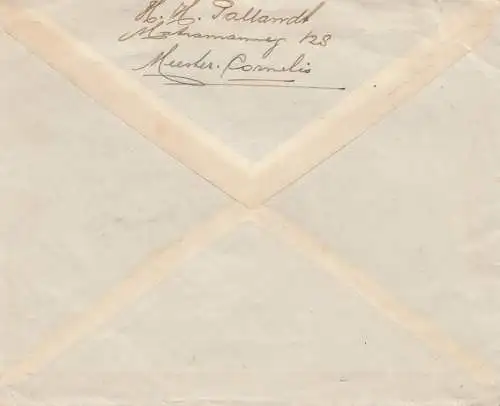 H. H. Pallandt
Matramanweg 128
Meester-Cornelis